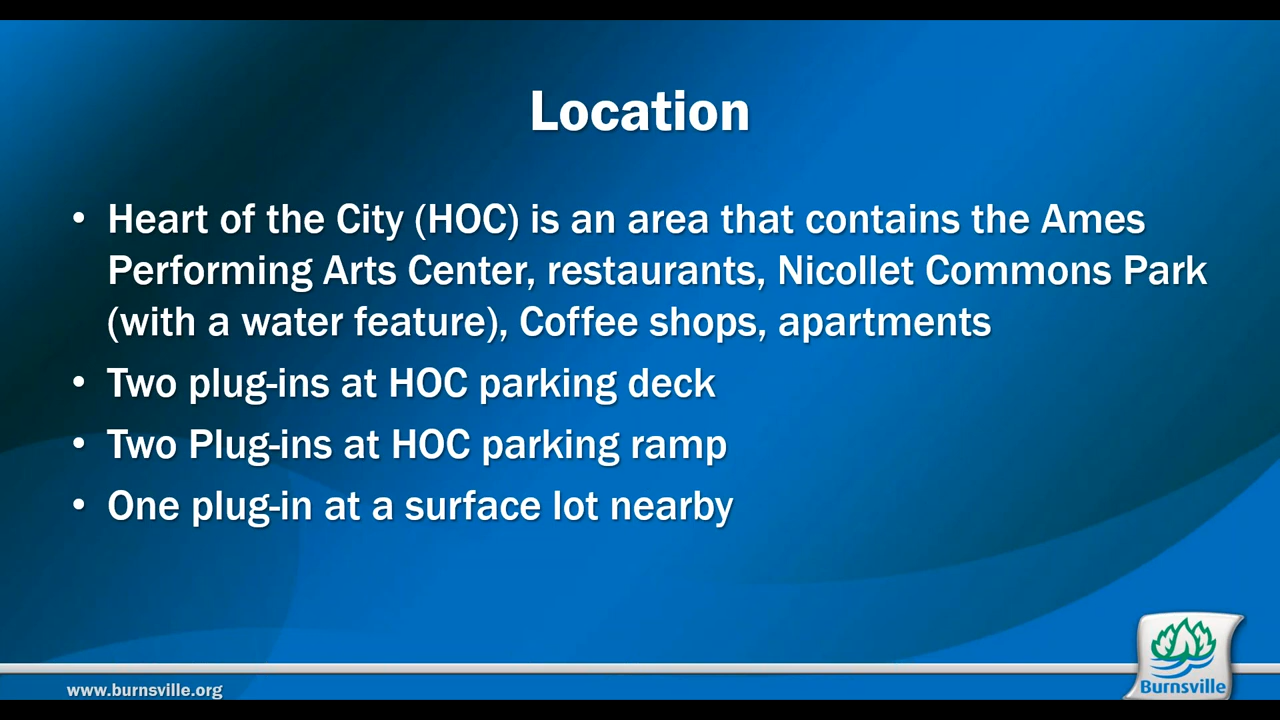 Location
• Heart of the City (HOC) is an area that contains the Ames
Performing Arts Center, restaurants, Nicollet Commons Park
(with a water feature), Coffee shops, apartments
• Two plug-ins at HOC parking deck
• Two Plug-ins at HOC parking ramp
• One plug-in at a surface lot nearby
www.burnsville.org
Burnsville